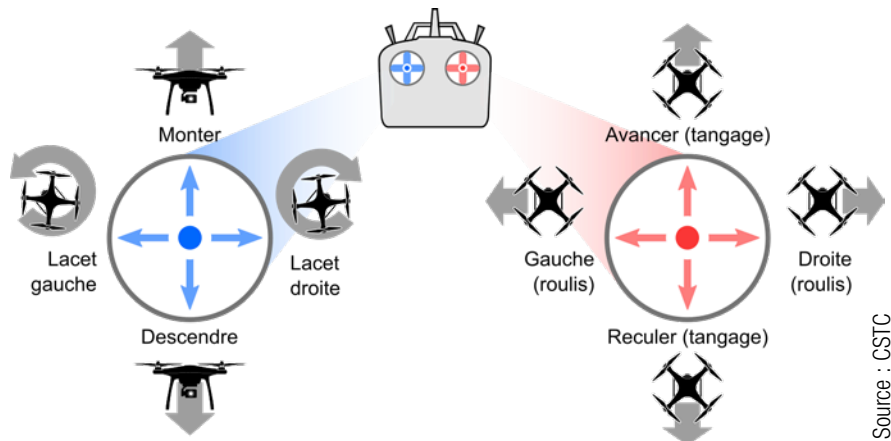 Monter
Lacet
gauche
Lacet
droite
Descendre
Avancer (tangage)
Gauche
(roulis)
Droite
(roulis)
Reculer (tangage)
Source : CSTC